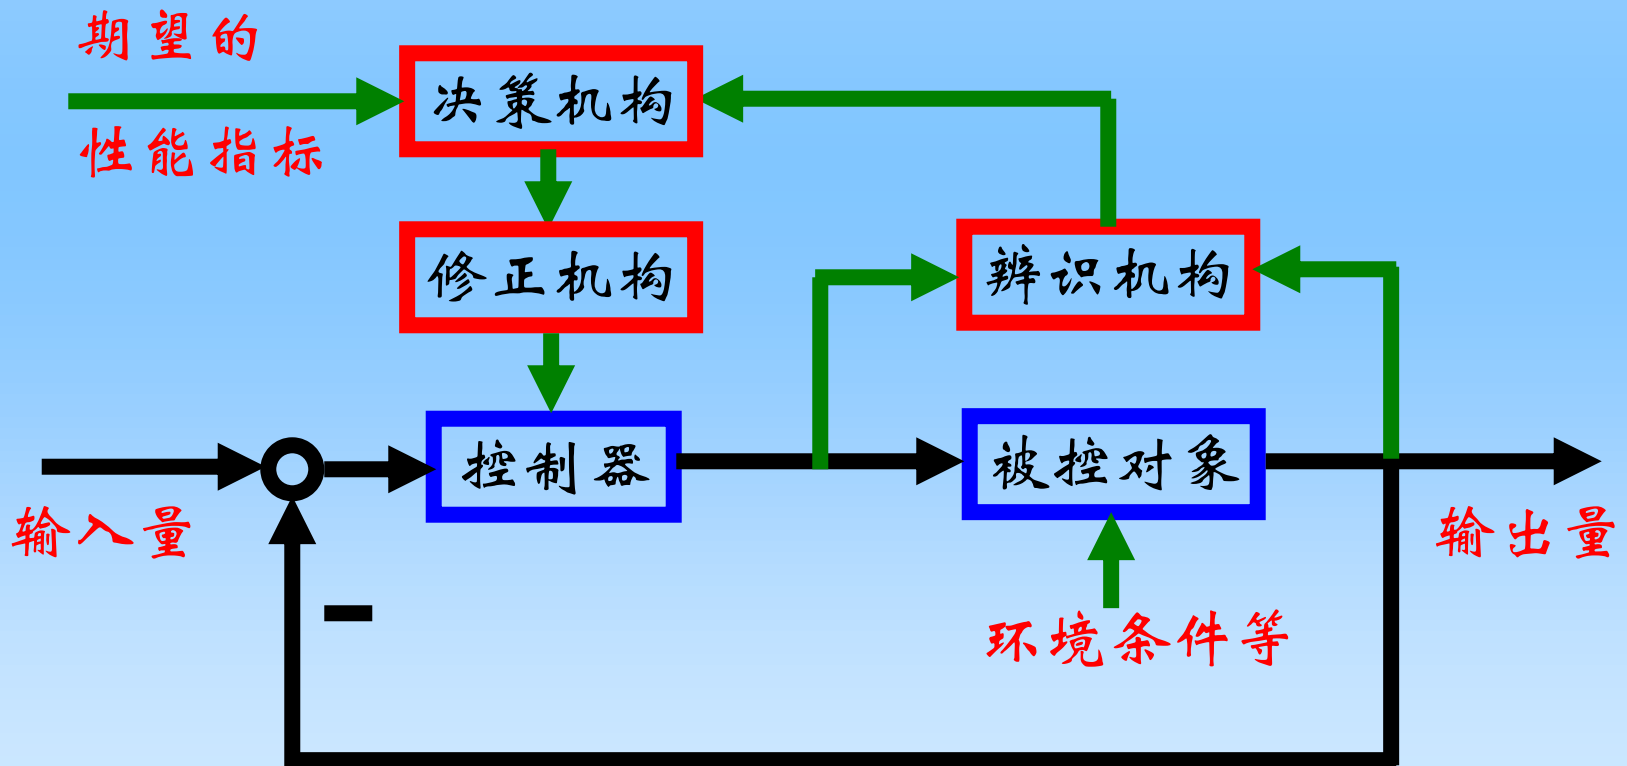 期望的
决策机构
性能指标
修正机构
辨识机构
控制器
被控对象
输入量
输出量
-
环境条件等